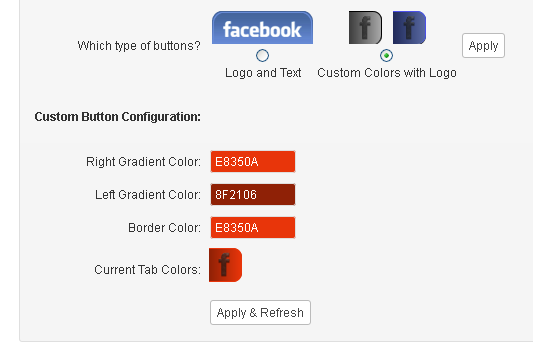 facebook
f f
Which type of buttons?
Apply
Logo and Text
Custom Colors with Logo
Custom Button Configuration:
Right Gradient Color: E8350A
Left Gradient Color: 8F2106
Border Color: E8350A
Current Tab Colors: f
Apply & Refresh